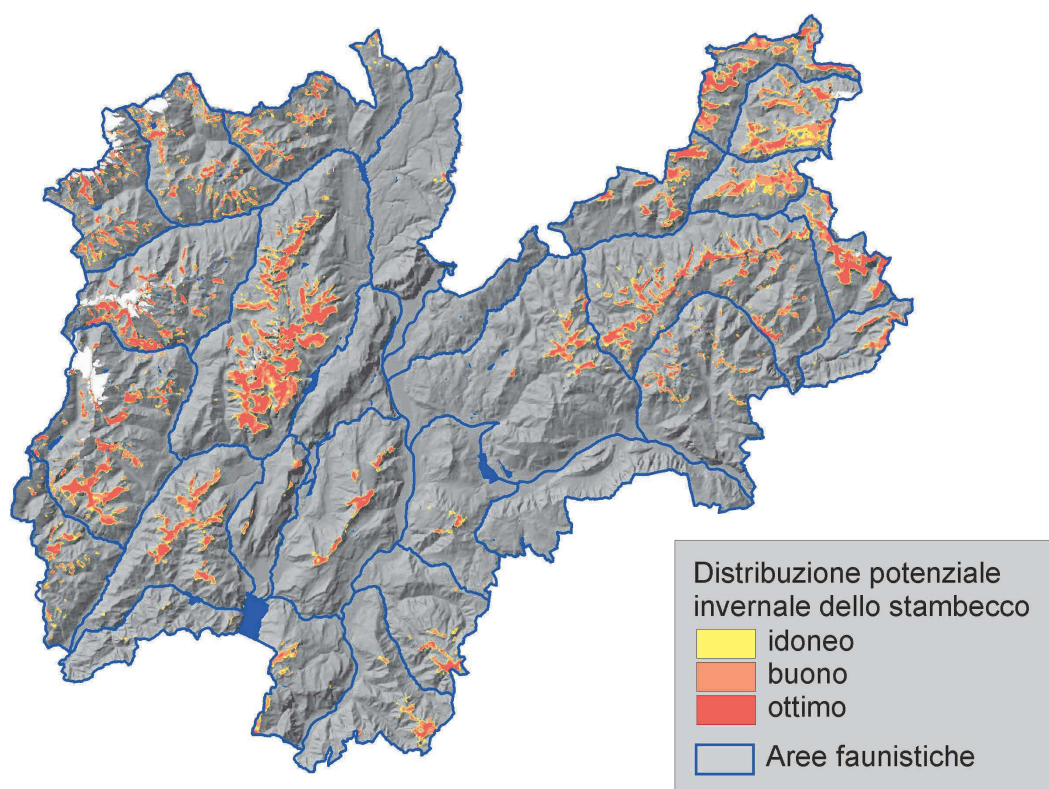 Distribuzione potenziale
invernale dello stambecco
idoneo
buono
ottimo
Aree faunistiche